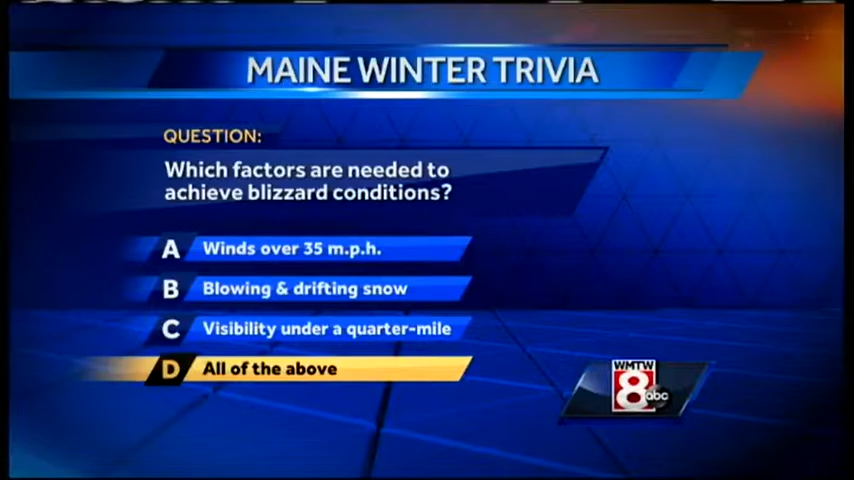 MAINE WINTER TRIVIA
QUESTION:
Which factors are needed to
achieve blizzard conditions?
A Winds over 35 m.p.h.
B Blowing & drifting snow
C Visibility under a quarter-mile
D All of the above
WMTW
8
abc